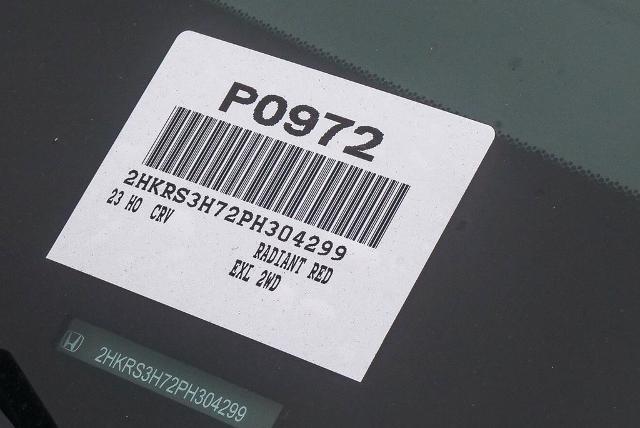 P0972
2HKRS3H72PH304299
23 HO CRV
RADIANT RED
EXL 2WD
2HKRS3H72PH304299